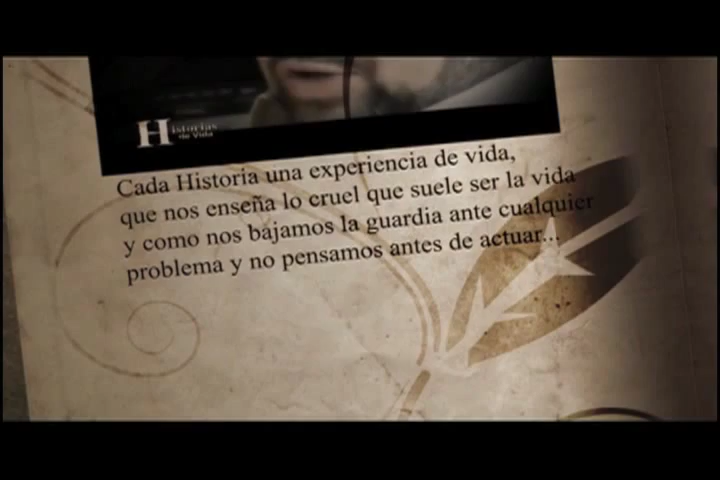 Historias
de Vida
Cada Historia una experiencia de vida,
que nos enseña lo cruel que suele ser la vida
y como nos bajamos la guardia ante cualquier
problema y no pensamos antes de actuar...